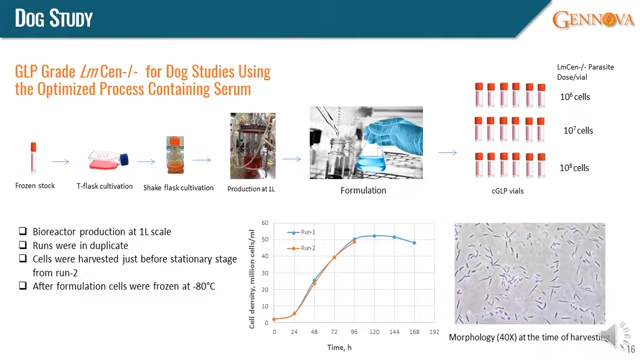 DOG STUDY
GENNOVA
GLP Grade Lm Cen-/- for Dog Studies Using
the Optimized Process Containing Serum
LmCen-/- Parasite
Dose/vial
10⁶ cells
10⁷ cells
10⁸ cells
Frozen stock
T-flask cultivation
Shake flask cultivation
Production at 1L
Formulation
cGLP vials
❑ Bioreactor production at 1L scale
❑ Runs were in duplicate
❑ Cells were harvested just before stationary stage
from run-2
❑ After formulation cells were frozen at -80°C
Cell density, million cells/ml
60
50
40
30
20
10
0
Run-1
Run-2
0 24 48 72 96 120 144 168 192
Time, h
Morphology (40X) at the time of harvesting
16